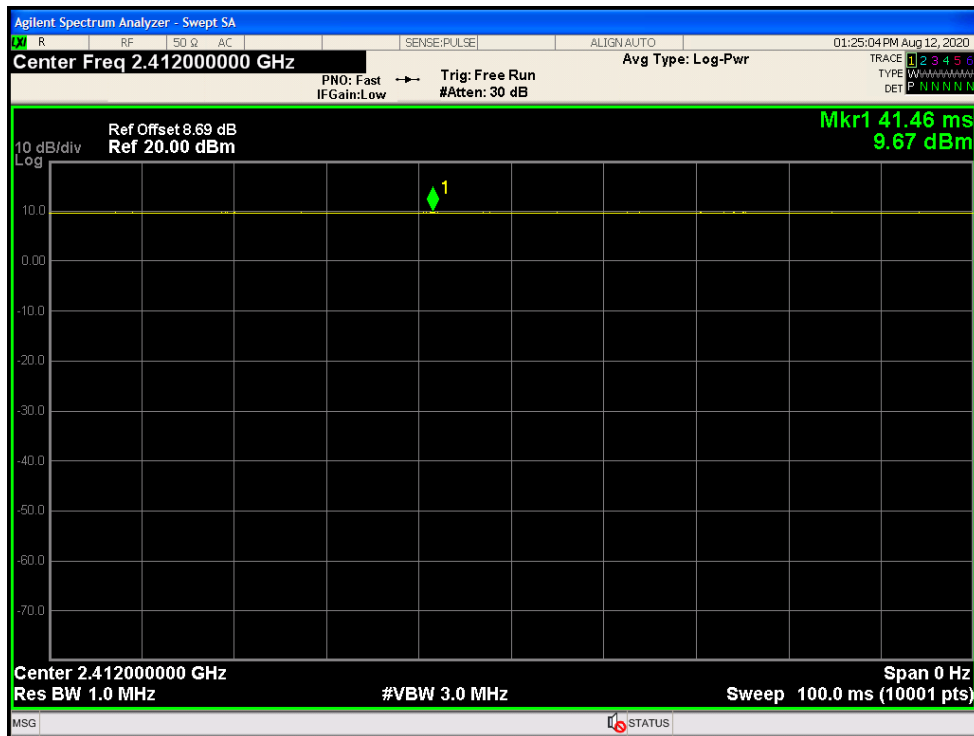 Agilent Spectrum Analyzer - Swept SA
LXI R RF 50 Ω AC SENSE:PULSE ALIGN AUTO 01:25:04 PM Aug 12, 2020
Center Freq 2.412000000 GHz Avg Type: Log-Pwr TRACE 1 2 3 4 5 6
PNO: Fast Trig: Free Run TYPE WWWWWW
IFGain:Low #Atten: 30 dB DET P N N N N N
Mkr1 41.46 ms
Ref Offset 8.69 dB
10 dB/div Ref 20.00 dBm 9.67 dBm
Log
1
10.0
0.00
-10.0
-20.0
-30.0
-40.0
-50.0
-60.0
-70.0
Center 2.412000000 GHz Span 0 Hz
Res BW 1.0 MHz #VBW 3.0 MHz Sweep 100.0 ms (10001 pts)
MSG STATUS